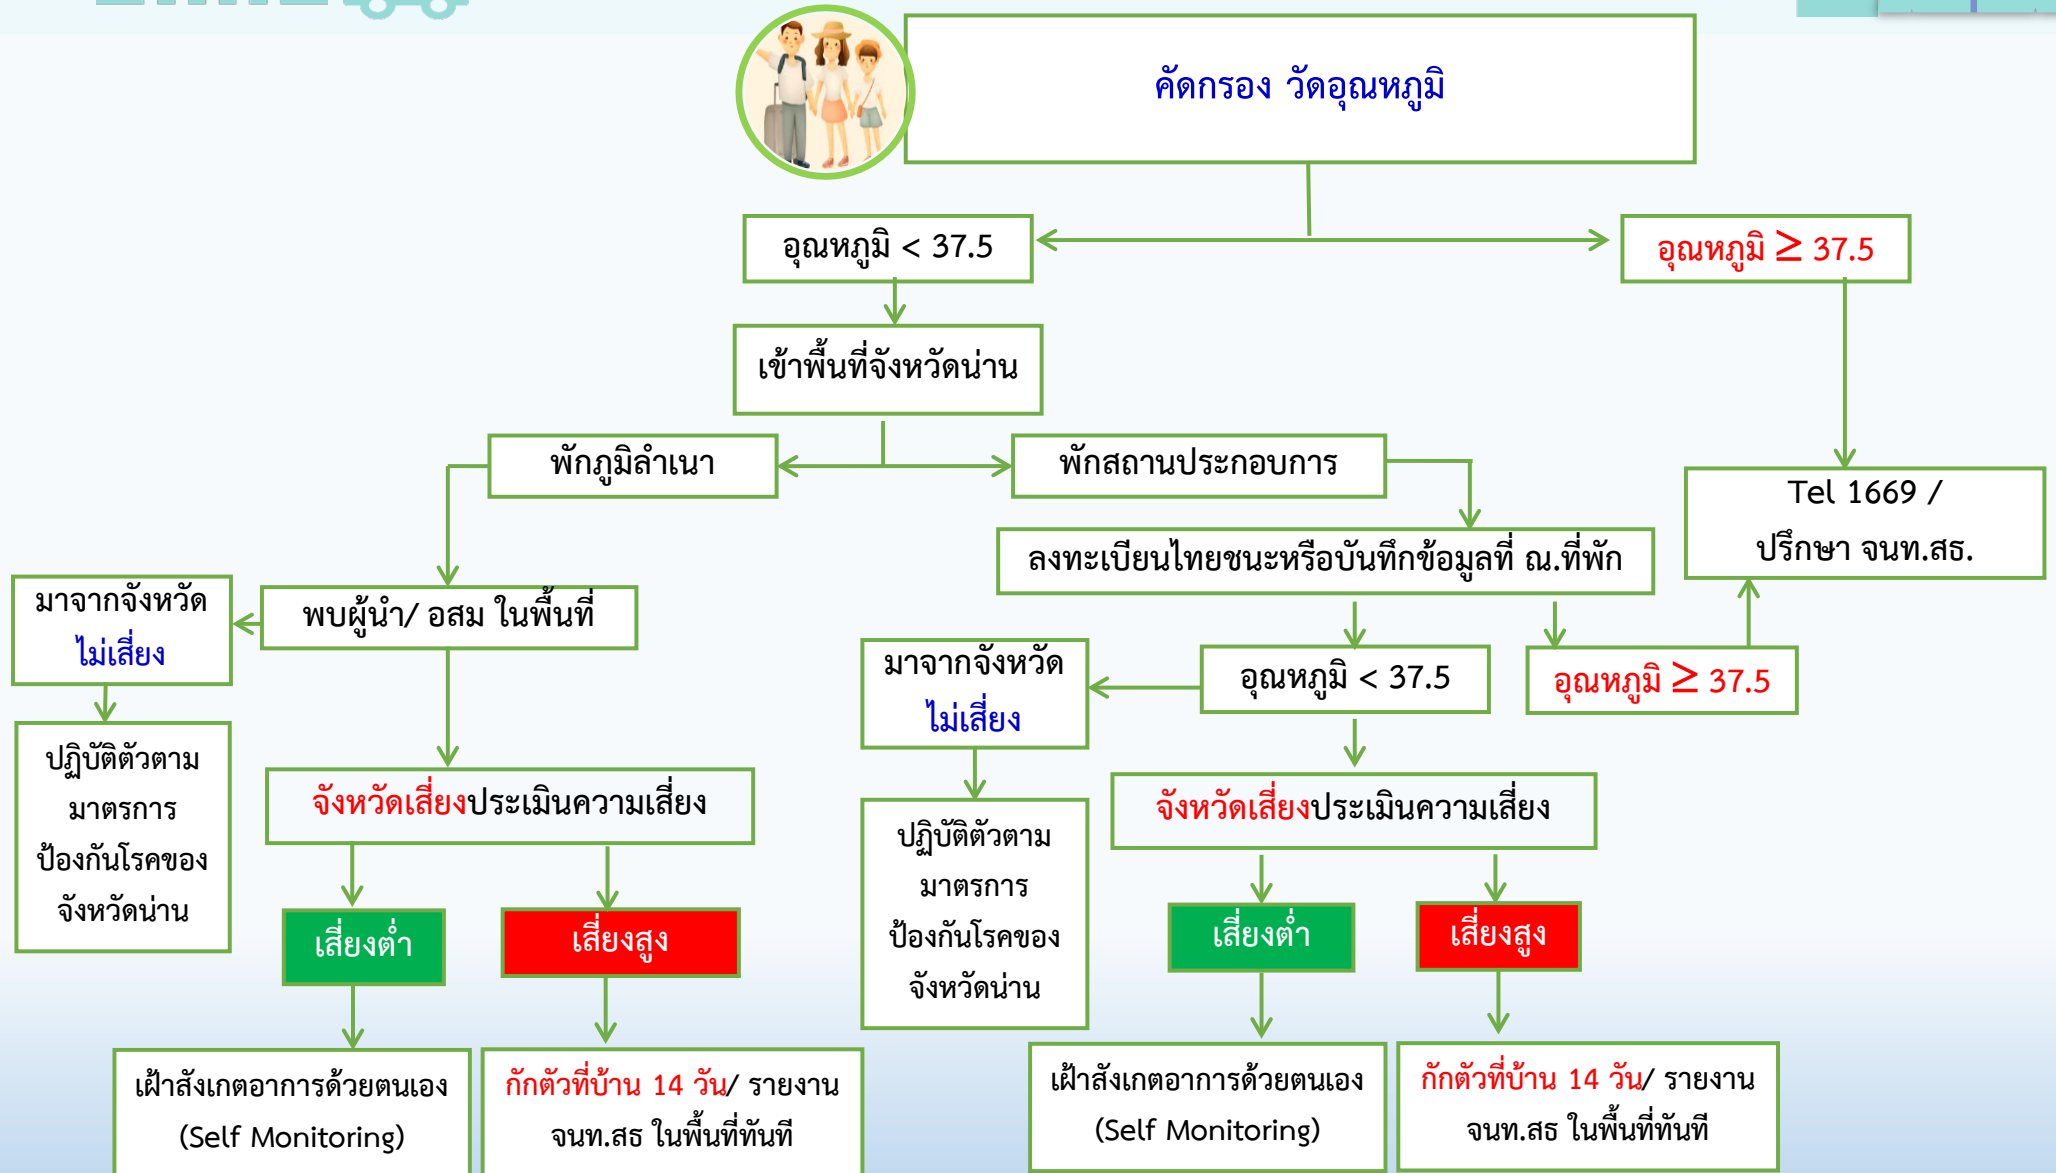 คัดกรอง วัดอุณหภูมิ
อุณหภูมิ < 37.5
อุณหภูมิ ≥ 37.5
เข้าพื้นที่จังหวัดน่าน
พักภูมิลำเนา
พักสถานประกอบการ
Tel 1669 /
ปรึกษา จนท.สธ.
ลงทะเบียนไทยชนะหรือบันทึกข้อมูลที่ ณ.ที่พัก
มาจากจังหวัด
ไม่เสี่ยง
พบผู้นำ/ อสม ในพื้นที่
มาจากจังหวัด
ไม่เสี่ยง
อุณหภูมิ < 37.5
อุณหภูมิ ≥ 37.5
ปฏิบัติตัวตาม
มาตรการ
ป้องกันโรคของ
จังหวัดน่าน
จังหวัดเสี่ยงประเมินความเสี่ยง
ปฏิบัติตัวตาม
มาตรการ
ป้องกันโรคของ
จังหวัดน่าน
จังหวัดเสี่ยงประเมินความเสี่ยง
เสี่ยงต่ำ
เสี่ยงสูง
เสี่ยงต่ำ
เสี่ยงสูง
เฝ้าสังเกตอาการด้วยตนเอง
(Self Monitoring)
กักตัวที่บ้าน 14 วัน/ รายงาน
จนท.สธ ในพื้นที่ทันที
เฝ้าสังเกตอาการด้วยตนเอง
(Self Monitoring)
กักตัวที่บ้าน 14 วัน/ รายงาน
จนท.สธ ในพื้นที่ทันที